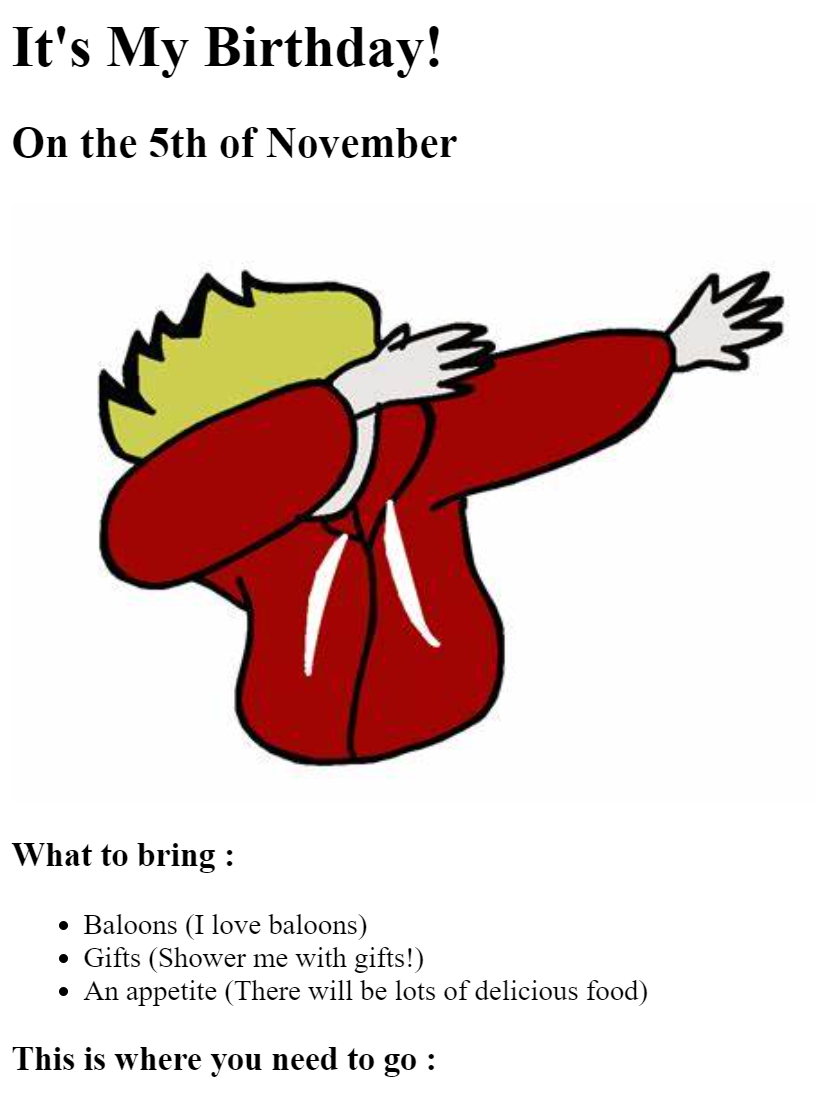 It's My Birthday!
On the 5th of November
What to bring :
• Baloons (I love baloons)
• Gifts (Shower me with gifts!)
• An appetite (There will be lots of delicious food)
This is where you need to go :